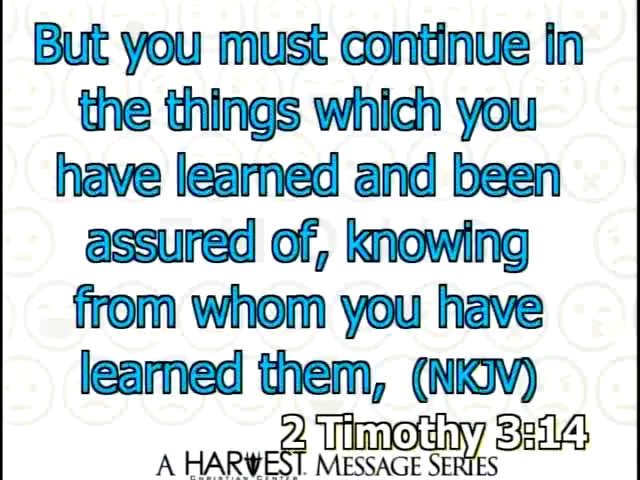 But you must continue in
the things which you
have learned and been
assured of, knowing
from whom you have
learned them, (NKJV)
2 Timothy 3:14
A HARVEST MESSAGE SERIES
CHRISTIAN CENTER